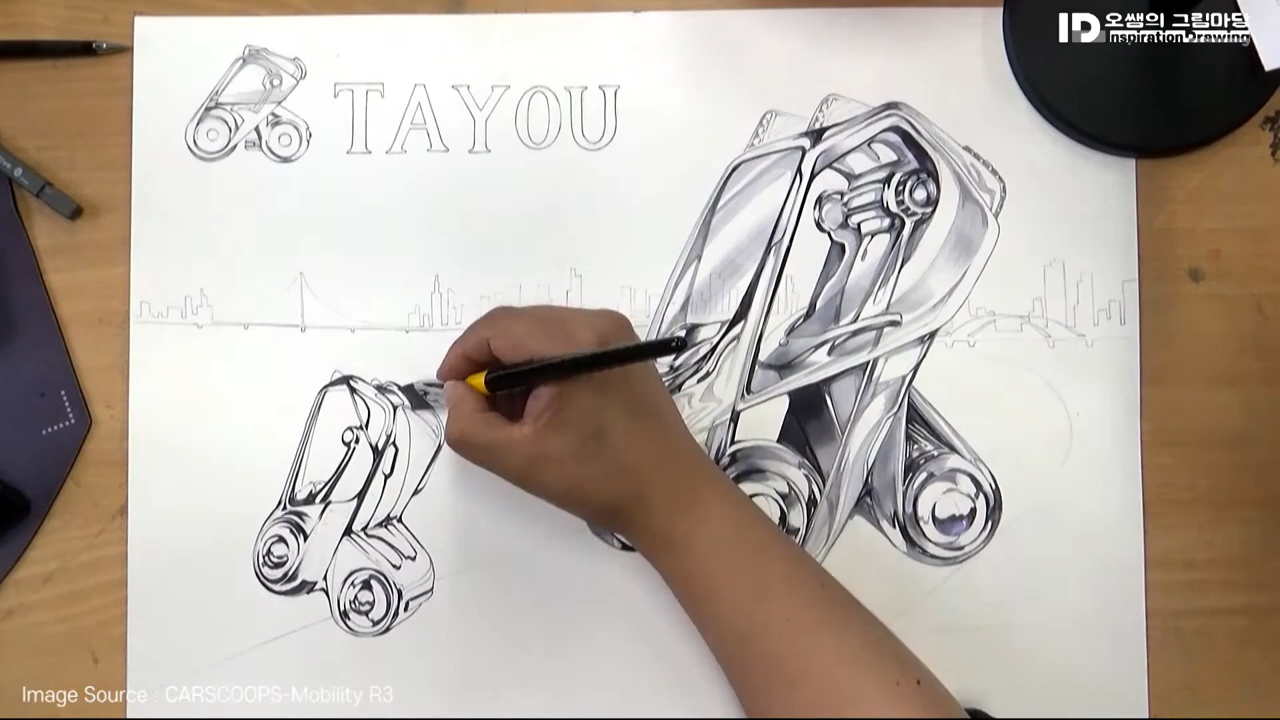 ID 오쌤의 그림마당
Inspiration Drawing
TAYOU
Image Source : CARSCOOPS-Mobility R3